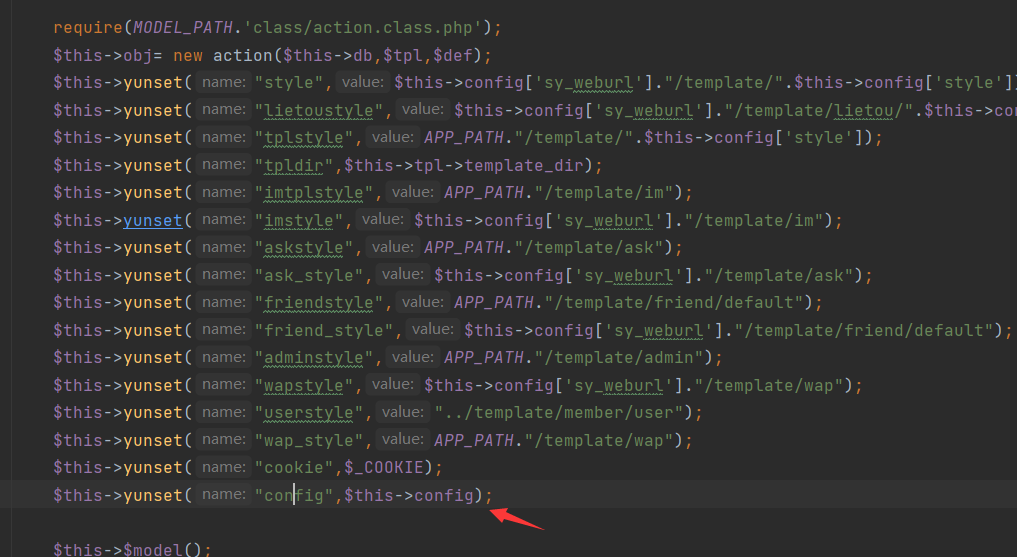 require(MODEL_PATH.'class/action.class.php');
$this->obj= new action($this->db,$tpl,$def);
$this->yunset( name: "style", value: $this->config['sy_weburl']."/template/".$this->config['style'])
$this->yunset( name: "lietoustyle", value: $this->config['sy_weburl']."/template/lietou/".$this->co
$this->yunset( name: "tplstyle", value: APP_PATH."/template/".$this->config['style']);
$this->yunset( name: "tpldir",$this->tpl->template_dir);
$this->yunset( name: "imtplstyle", value: APP_PATH."/template/im");
$this->yunset( name: "imstyle", value: $this->config['sy_weburl']."/template/im");
$this->yunset( name: "askstyle", value: APP_PATH."/template/ask");
$this->yunset( name: "ask_style", value: $this->config['sy_weburl']."/template/ask");
$this->yunset( name: "friendstyle", value: APP_PATH."/template/friend/default");
$this->yunset( name: "friend_style", value: $this->config['sy_weburl']."/template/friend/default");
$this->yunset( name: "adminstyle", value: APP_PATH."/template/admin");
$this->yunset( name: "wapstyle", value: $this->config['sy_weburl']."/template/wap");
$this->yunset( name: "userstyle", value: "../template/member/user");
$this->yunset( name: "wap_style", value: APP_PATH."/template/wap");
$this->yunset( name: "cookie",$_COOKIE);
$this->yunset( name: "config",$this->config);
$this->$model();